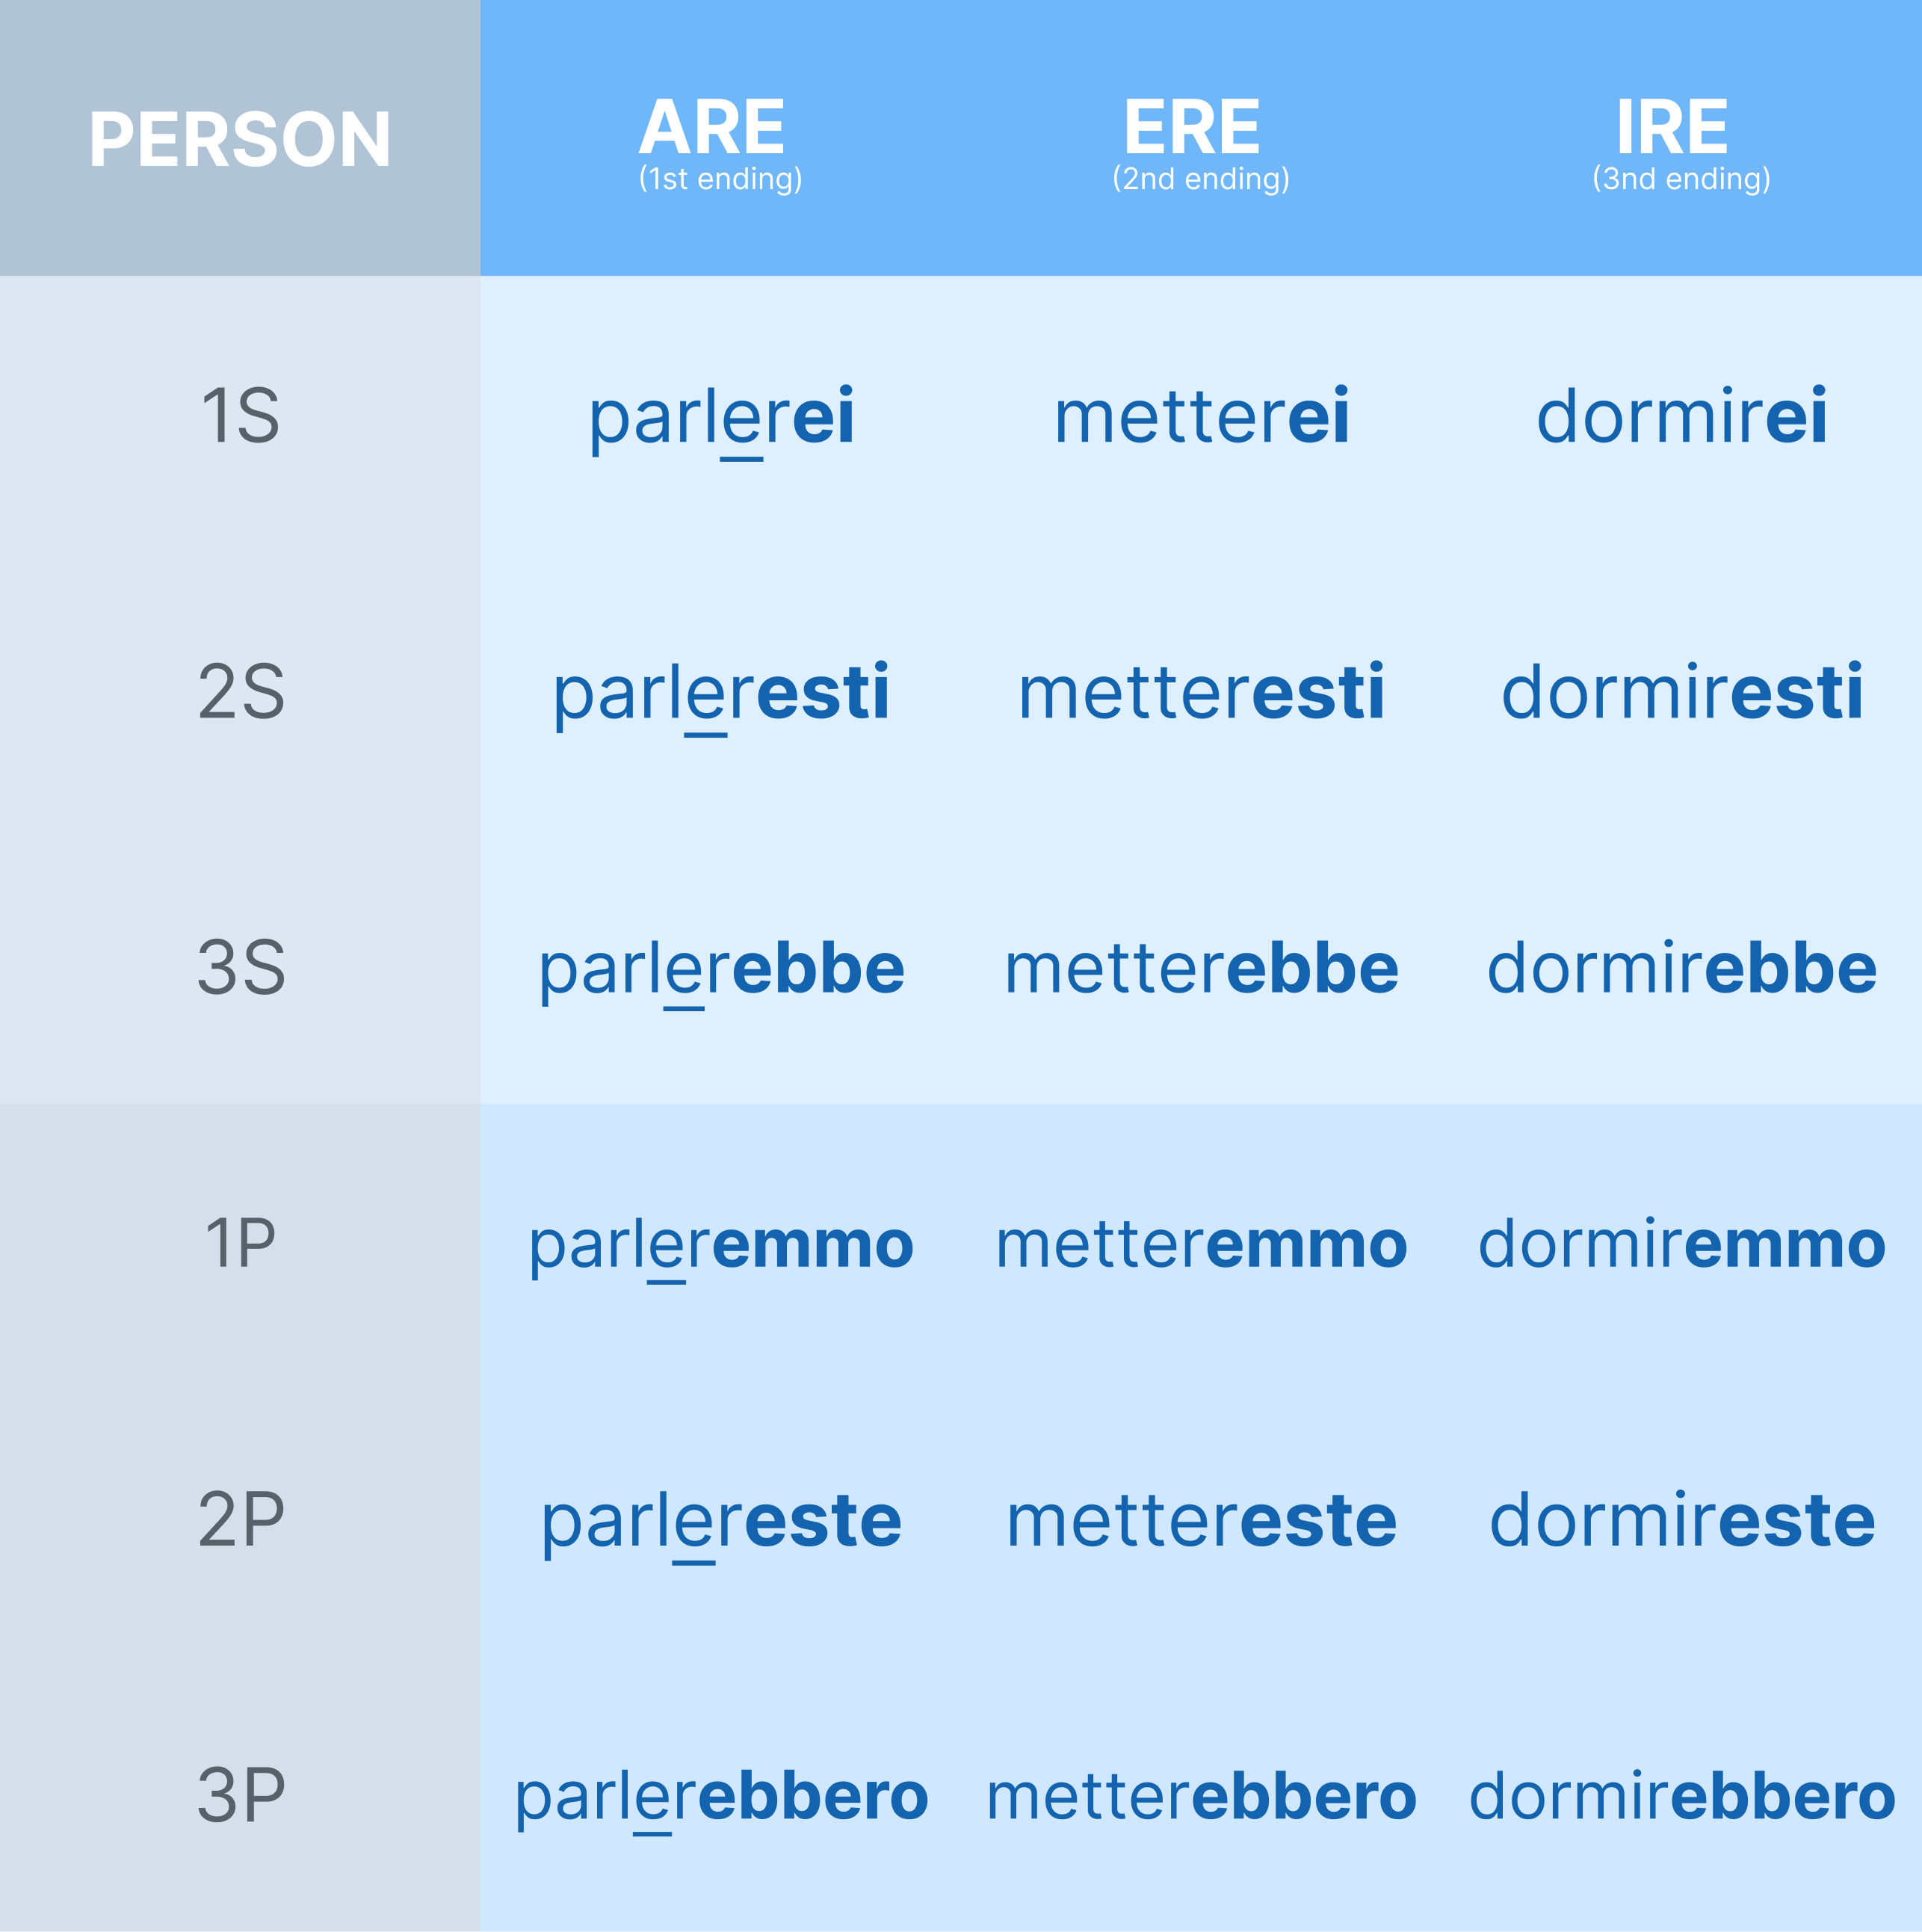 PERSON ARE ERE IRE
(1st ending) (2nd ending) (3nd ending)
1S parlerei metterei dormirei
2S parleresti metteresti dormiresti
3S parlerebbe metterebbe dormirebbe
1P parleremmo metteremmo dormiremmo
2P parlereste mettereste dormireste
3P parlerebbero metterebbero dormirebbero